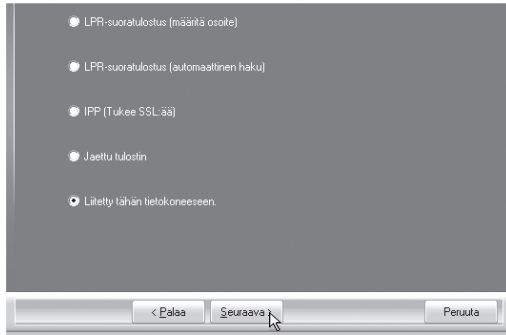 LPR-suoratulostus (määritä osoite)
LPR-suoratulostus (automaattinen haku)
IPP (Tukee SSL:ää)
Jaettu tulostin
Liitetty tähän tietokoneeseen.
< Palaa Seuraava > Peruuta